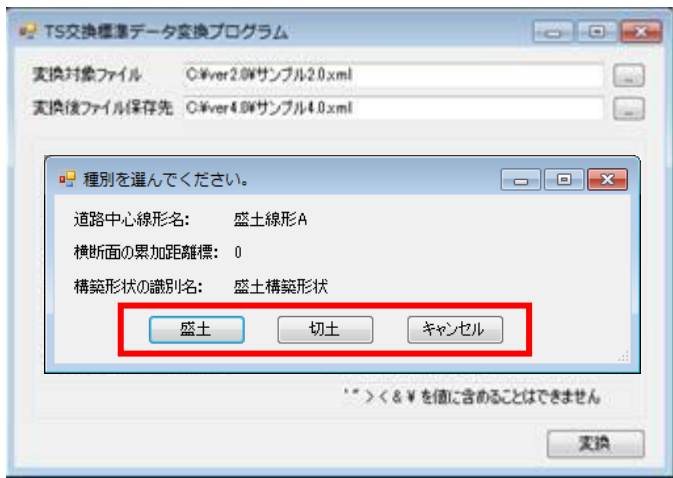 TS交換標準データ変換プログラム
変換対象ファイル C:¥ver2.0¥サンプル2.0.xml ...
変換後ファイル保存先 C:¥ver4.0¥サンプル4.0.xml ...
種別を選んでください。
道路中心線形名: 盛土線形A
横断面の累加距離標: 0
構築形状の識別名: 盛土構築形状
盛土 切土 キャンセル
' " > < & ¥ を値に含めることはできません
変換